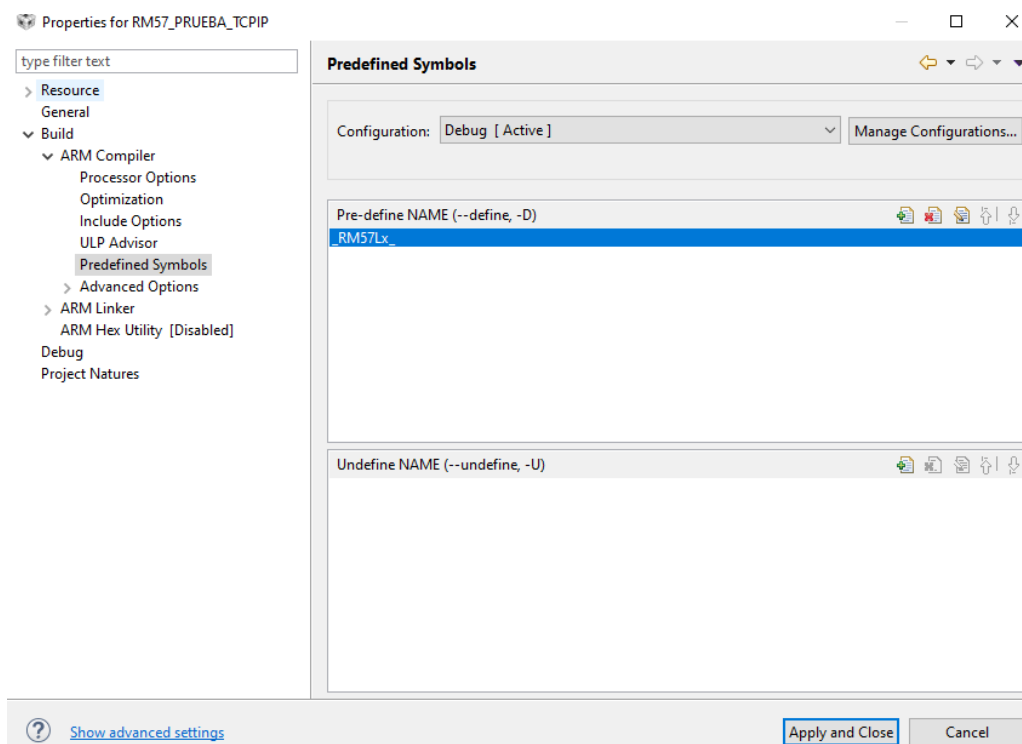 Properties for RM57_PRUEBA_TCPIP
type filter text
Resource
General
Build
ARM Compiler
Processor Options
Optimization
Include Options
ULP Advisor
Predefined Symbols
Advanced Options
ARM Linker
ARM Hex Utility [Disabled]
Debug
Project Natures
Predefined Symbols
Configuration: Debug [ Active ] Manage Configurations...
Pre-define NAME (--define, -D)
_RM57Lx_
Undefine NAME (--undefine, -U)
? Show advanced settings
Apply and Close Cancel